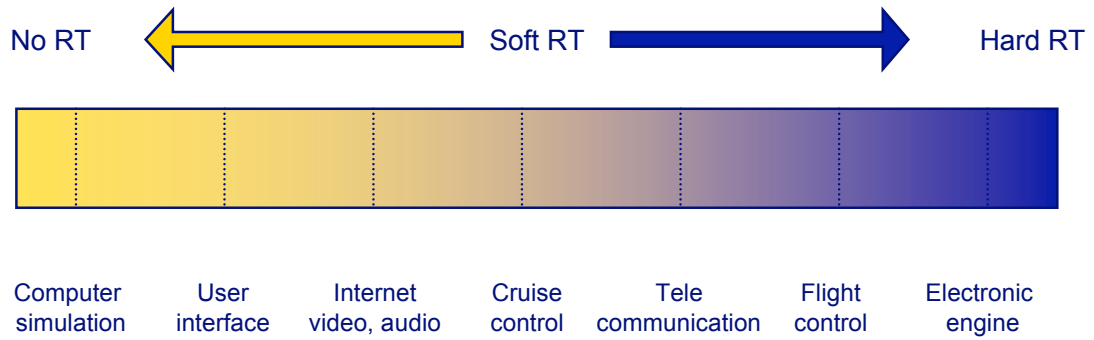 No RT Soft RT Hard RT
Computer User Internet Cruise Tele Flight Electronic
simulation interface video, audio control communication control engine